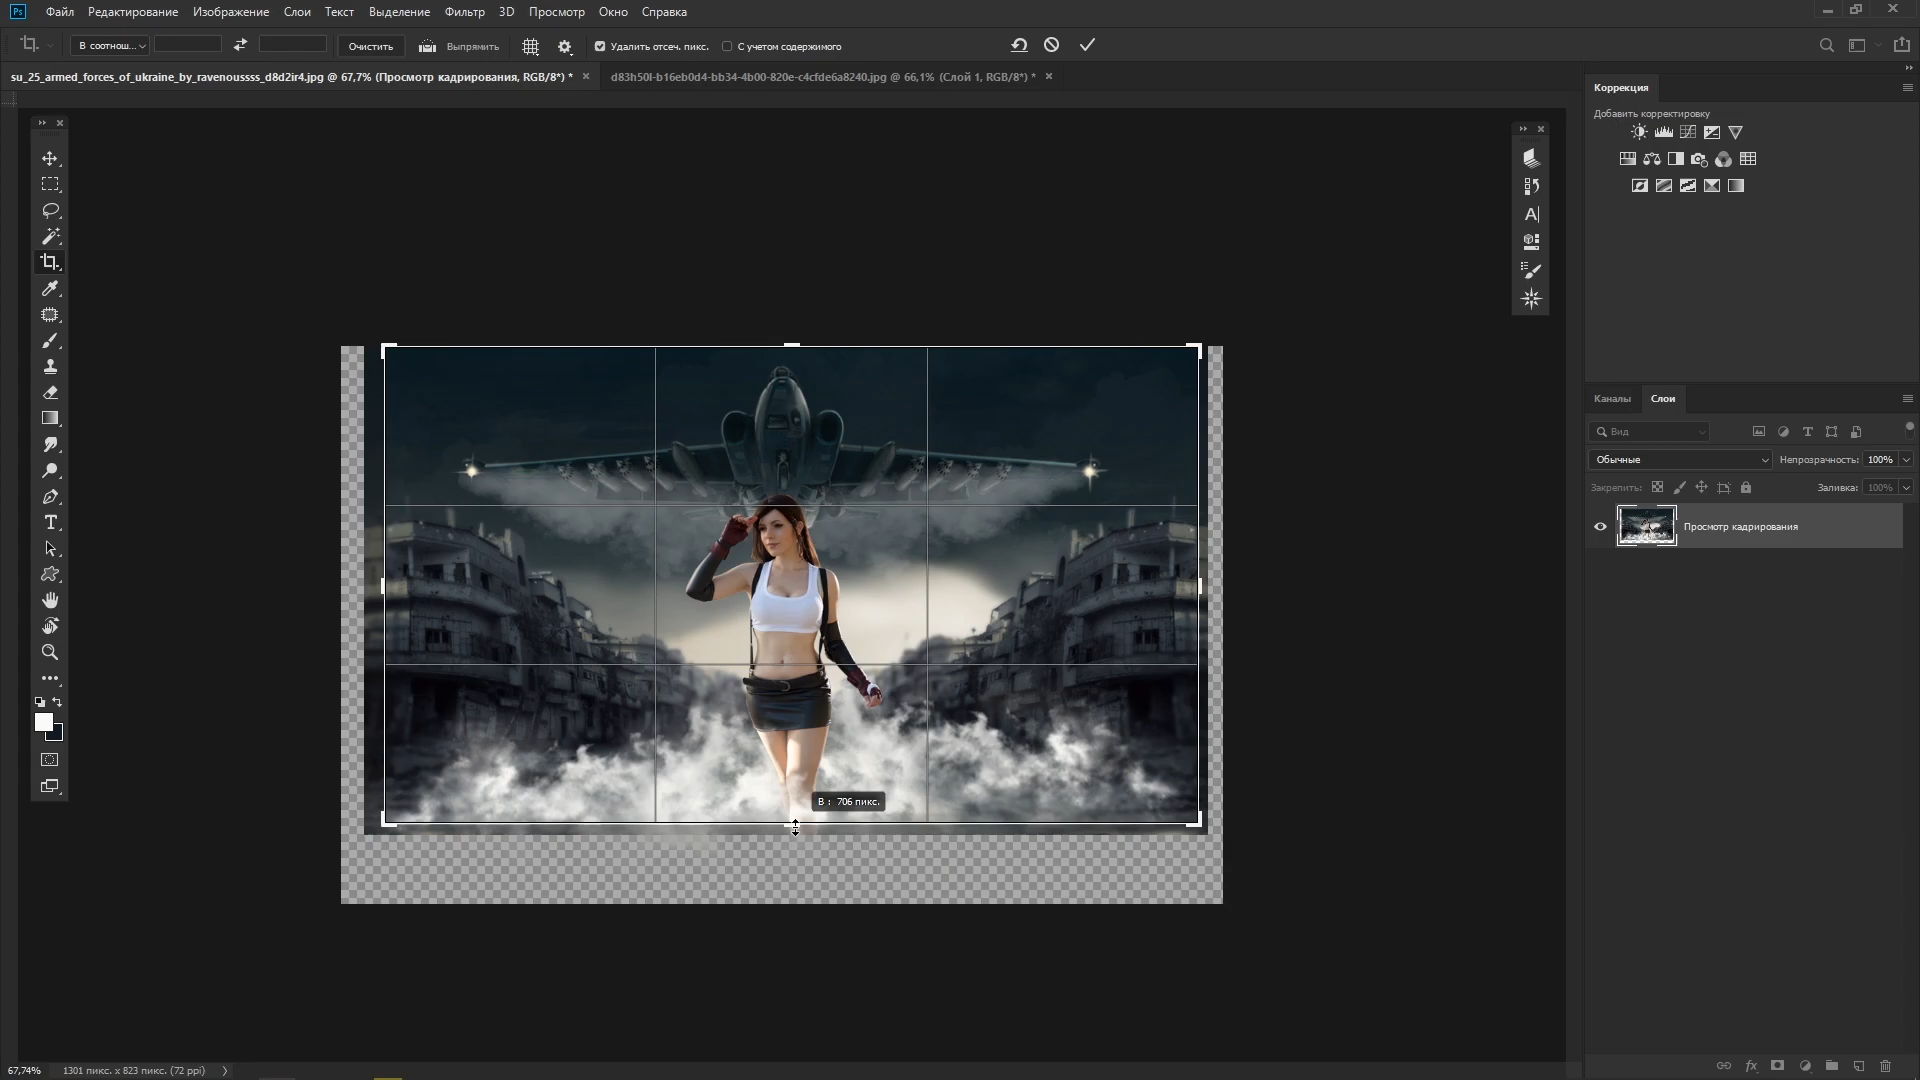 Ps Файл Редактирование Изображение Слои Текст Выделение Фильтр 3D Просмотр Окно Справка
В соотнош... Очистить Выпрямить Удалить отсеч. пикс. С учетом содержимого
su_25_armed_forces_of_ukraine_by_ravenoussss_d8d2ir4.jpg @ 67,7% (Просмотр кадрирования, RGB/8*) * d83h50l-b16eb0d4-bb34-4b00-820e-c4cfde6a8240.jpg @ 66,1% (Слой 1, RGB/8*) *
Коррекция
Добавить корректировку
Каналы Слои
Вид
Обычные Непрозрачность: 100%
Закрепить: Заливка: 100%
Просмотр кадрирования
В : 706 пикс.
67,74% 1301 пикс. x 823 пикс. (72 ppi)